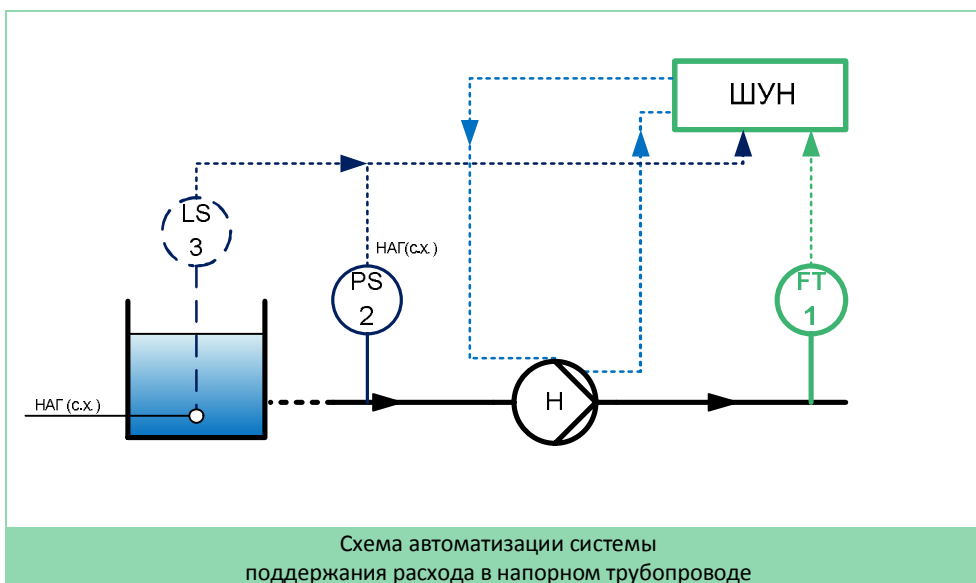 ШУН
LS
3
НАГ(с.х.)
PS
2
FT
1
Н
НАГ (с.х.)
Схема автоматизации системы
поддержания расхода в напорном трубопроводе